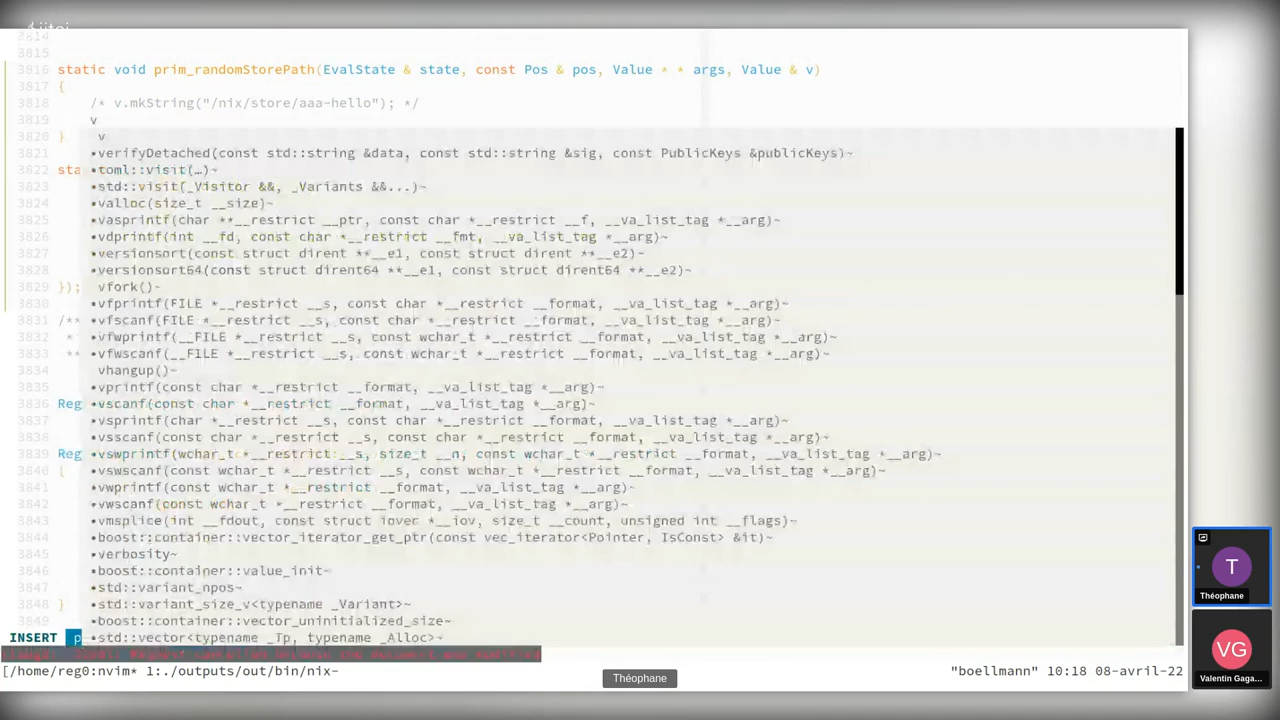 Jitsi
3814
3815
3816 static void prim_randomStorePath(EvalState & state, const Pos & pos, Value * * args, Value & v)
3817 {
3818 /* v.mkString("/nix/store/aaa-hello"); */
3819 v
3820 } v
3821 •verifyDetached(const std::string &data, const std::string &sig, const PublicKeys &publicKeys)~
3822 sta •toml::visit(…)~
3823 •std::visit(_Visitor &&, _Variants &&...)~
3824 •valloc(size_t __size)~
3825 •vasprintf(char **__restrict __ptr, const char *__restrict __f, __va_list_tag *__arg)~
3826 •vdprintf(int __fd, const char *__restrict __fmt, __va_list_tag *__arg)~
3827 •versionsort(const struct dirent **__e1, const struct dirent **__e2)~
3828 •versionsort64(const struct dirent64 **__e1, const struct dirent64 **__e2)~
3829 }); vfork()~
3830 •vfprintf(FILE *__restrict __s, const char *__restrict __format, __va_list_tag *__arg)~
3831 /** •vfscanf(FILE *__restrict __s, const char *__restrict __format, __va_list_tag *__arg)~
3832 * •vfwprintf(__FILE *__restrict __s, const wchar_t *__restrict __format, __va_list_tag *__arg)~
3833 ** •vfwscanf(__FILE *__restrict __s, const wchar_t *__restrict __format, __va_list_tag *__arg)~
3834 vhangup()~
3835 •vprintf(const char *__restrict __format, __va_list_tag *__arg)~
3836 Reg •vscanf(const char *__restrict __format, __va_list_tag *__arg)~
3837 •vsprintf(char *__restrict __s, const char *__restrict __format, __va_list_tag *__arg)~
3838 •vsscanf(const char *__restrict __s, const char *__restrict __format, __va_list_tag *__arg)~
3839 Reg •vswprintf(wchar_t *__restrict __s, size_t __n, const wchar_t *__restrict __format, __va_list_tag *__arg)~
3840 { •vswscanf(const wchar_t *__restrict __s, const wchar_t *__restrict __format, __va_list_tag *__arg)~
3841 •vwprintf(const wchar_t *__restrict __format, __va_list_tag *__arg)~
3842 •vwscanf(const wchar_t *__restrict __format, __va_list_tag *__arg)~
3843 •vmsplice(int __fdout, const struct iovec *__iov, size_t __count, unsigned int __flags)~
3844 •boost::container::vector_iterator_get_ptr(const vec_iterator<Pointer, IsConst> &it)~
3845 •verbosity~
3846 •boost::container::value_init~
3847 •std::variant_npos~
3848 } •std::variant_size_v<typename _Variant>~
3849 •boost::container::vector_uninitialized_size~
INSERT p •std::vector<typename _Tp, typename _Alloc>~
[/home/reg0:nvim* 1:./outputs/out/bin/nix- "boellmann" 10:18 08-avril-22
Théophane
T
Théophane
VG
Valentin Gaga…